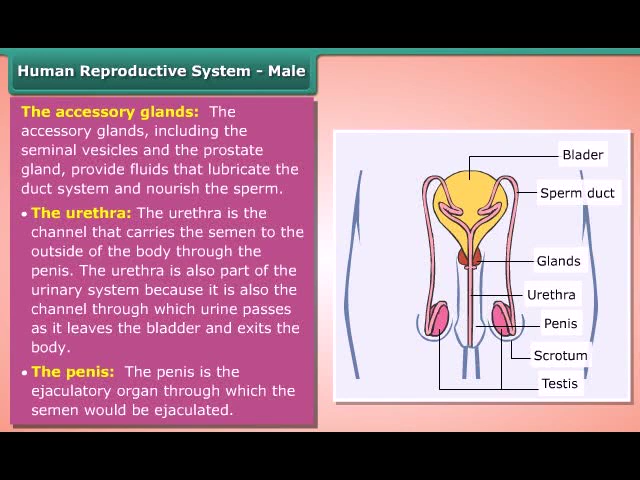 Human Reproductive System - Male
The accessory glands: The
accessory glands, including the
seminal vesicles and the prostate
gland, provide fluids that lubricate the
duct system and nourish the sperm.
• The urethra: The urethra is the
channel that carries the semen to the
outside of the body through the
penis. The urethra is also part of the
urinary system because it is also the
channel through which urine passes
as it leaves the bladder and exits the
body.
• The penis: The penis is the
ejaculatory organ through which the
semen would be ejaculated.
Blader
Sperm duct
Glands
Urethra
Penis
Scrotum
Testis